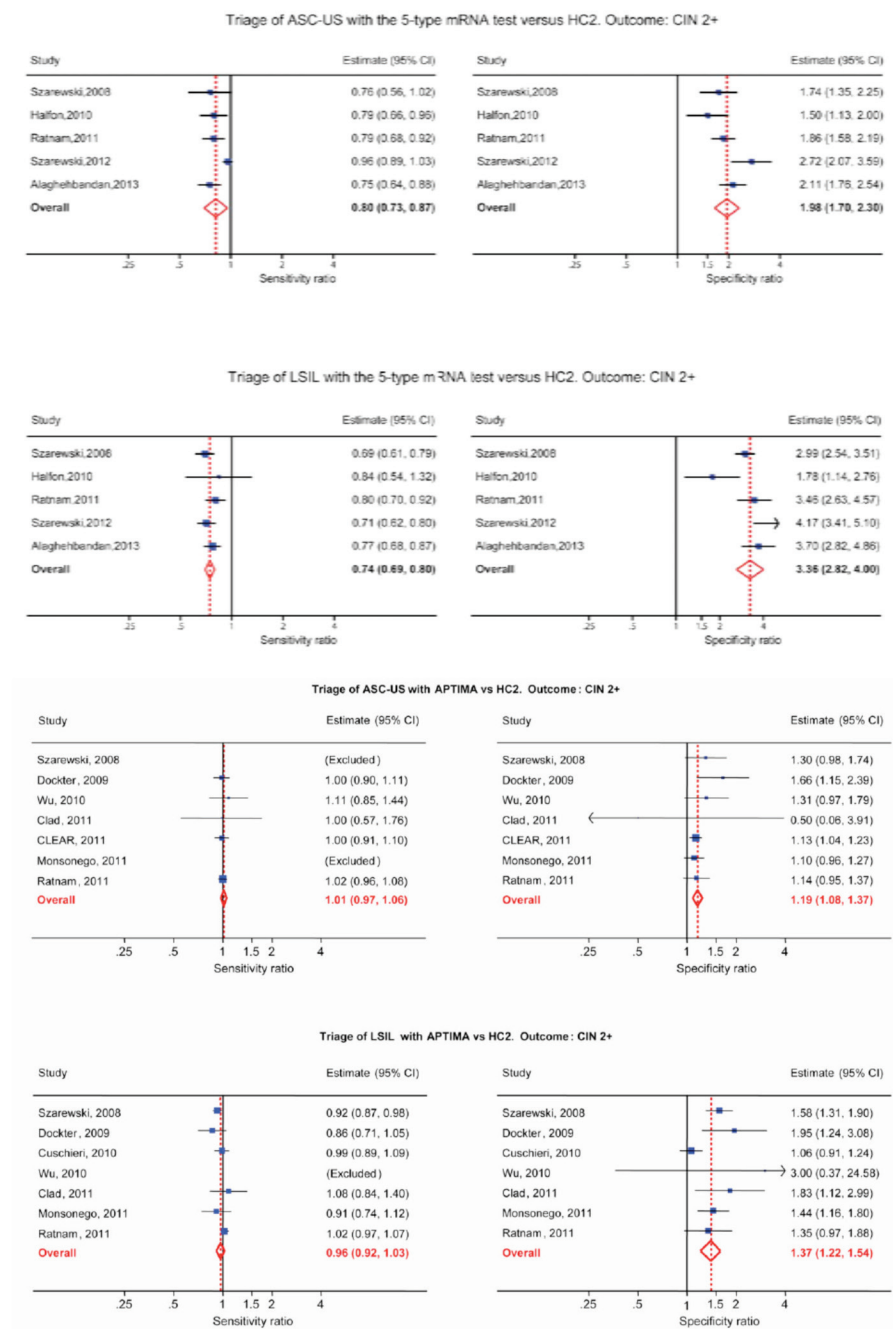 Triage of ASC-US with the 5-type mRNA test versus HC2. Outcome: CIN 2+
Study Estimate (95% CI)
Szarewski,2008 0.76 (0.56, 1.02)
Halfon,2010 0.79 (0.66, 0.96)
Ratnam,2011 0.79 (0.68, 0.92)
Szarewski,2012 0.96 (0.89, 1.03)
Alaghehbandan,2013 0.75 (0.64, 0.88)
Overall 0.80 (0.73, 0.87)
.25 .5 1 2 4
Sensitivity ratio
Study Estimate (95% CI)
Szarewski,2008 1.74 (1.35, 2.25)
Halfon,2010 1.50 (1.13, 2.00)
Ratnam,2011 1.86 (1.58, 2.19)
Szarewski,2012 2.72 (2.07, 3.59)
Alaghehbandan,2013 2.11 (1.76, 2.54)
Overall 1.98 (1.70, 2.30)
.25 .5 1 1.5 2 4
Specificity ratio
Triage of LSIL with the 5-type mRNA test versus HC2. Outcome: CIN 2+
Study Estimate (95% CI)
Szarewski,2008 0.69 (0.61, 0.79)
Halfon,2010 0.84 (0.54, 1.32)
Ratnam,2011 0.80 (0.70, 0.92)
Szarewski,2012 0.71 (0.62, 0.80)
Alaghehbandan,2013 0.77 (0.68, 0.87)
Overall 0.74 (0.69, 0.80)
.25 .5 1 2 4
Sensitivity ratio
Study Estimate (95% CI)
Szarewski,2008 2.99 (2.54, 3.51)
Halfon,2010 1.78 (1.14, 2.76)
Ratnam,2011 3.46 (2.63, 4.57)
Szarewski,2012 4.17 (3.41, 5.10)
Alaghehbandan,2013 3.70 (2.82, 4.86)
Overall 3.36 (2.82, 4.00)
.25 .5 1 1.5 2 4
Specificity ratio
Triage of ASC-US with APTIMA vs HC2. Outcome: CIN 2+
Study Estimate (95% CI)
Szarewski, 2008 (Excluded)
Dockter, 2009 1.00 (0.90, 1.11)
Wu, 2010 1.11 (0.85, 1.44)
Clad, 2011 1.00 (0.57, 1.76)
CLEAR, 2011 1.00 (0.91, 1.10)
Monsonego, 2011 (Excluded)
Ratnam, 2011 1.02 (0.96, 1.08)
Overall 1.01 (0.97, 1.06)
.25 .5 1 1.5 2 4
Sensitivity ratio
Study Estimate (95% CI)
Szarewski, 2008 1.30 (0.98, 1.74)
Dockter, 2009 1.66 (1.15, 2.39)
Wu, 2010 1.31 (0.97, 1.79)
Clad, 2011 0.50 (0.06, 3.91)
CLEAR, 2011 1.13 (1.04, 1.23)
Monsonego, 2011 1.10 (0.96, 1.27)
Ratnam, 2011 1.14 (0.95, 1.37)
Overall 1.19 (1.08, 1.37)
.25 .5 1 1.5 2 4
Specificity ratio
Triage of LSIL with APTIMA vs HC2. Outcome: CIN 2+
Study Estimate (95% CI)
Szarewski, 2008 0.92 (0.87, 0.98)
Dockter, 2009 0.86 (0.71, 1.05)
Cuschieri, 2010 0.99 (0.89, 1.09)
Wu, 2010 (Excluded)
Clad, 2011 1.08 (0.84, 1.40)
Monsonego, 2011 0.91 (0.74, 1.12)
Ratnam, 2011 1.02 (0.97, 1.07)
Overall 0.96 (0.92, 1.03)
.25 .5 1 1.5 2 4
Sensitivity ratio
Study Estimate (95% CI)
Szarewski, 2008 1.58 (1.31, 1.90)
Dockter, 2009 1.95 (1.24, 3.08)
Cuschieri, 2010 1.06 (0.91, 1.24)
Wu, 2010 3.00 (0.37, 24.58)
Clad, 2011 1.83 (1.12, 2.99)
Monsonego, 2011 1.44 (1.16, 1.80)
Ratnam, 2011 1.35 (0.97, 1.88)
Overall 1.37 (1.22, 1.54)
.25 .5 1 1.5 2 4
Specificity ratio